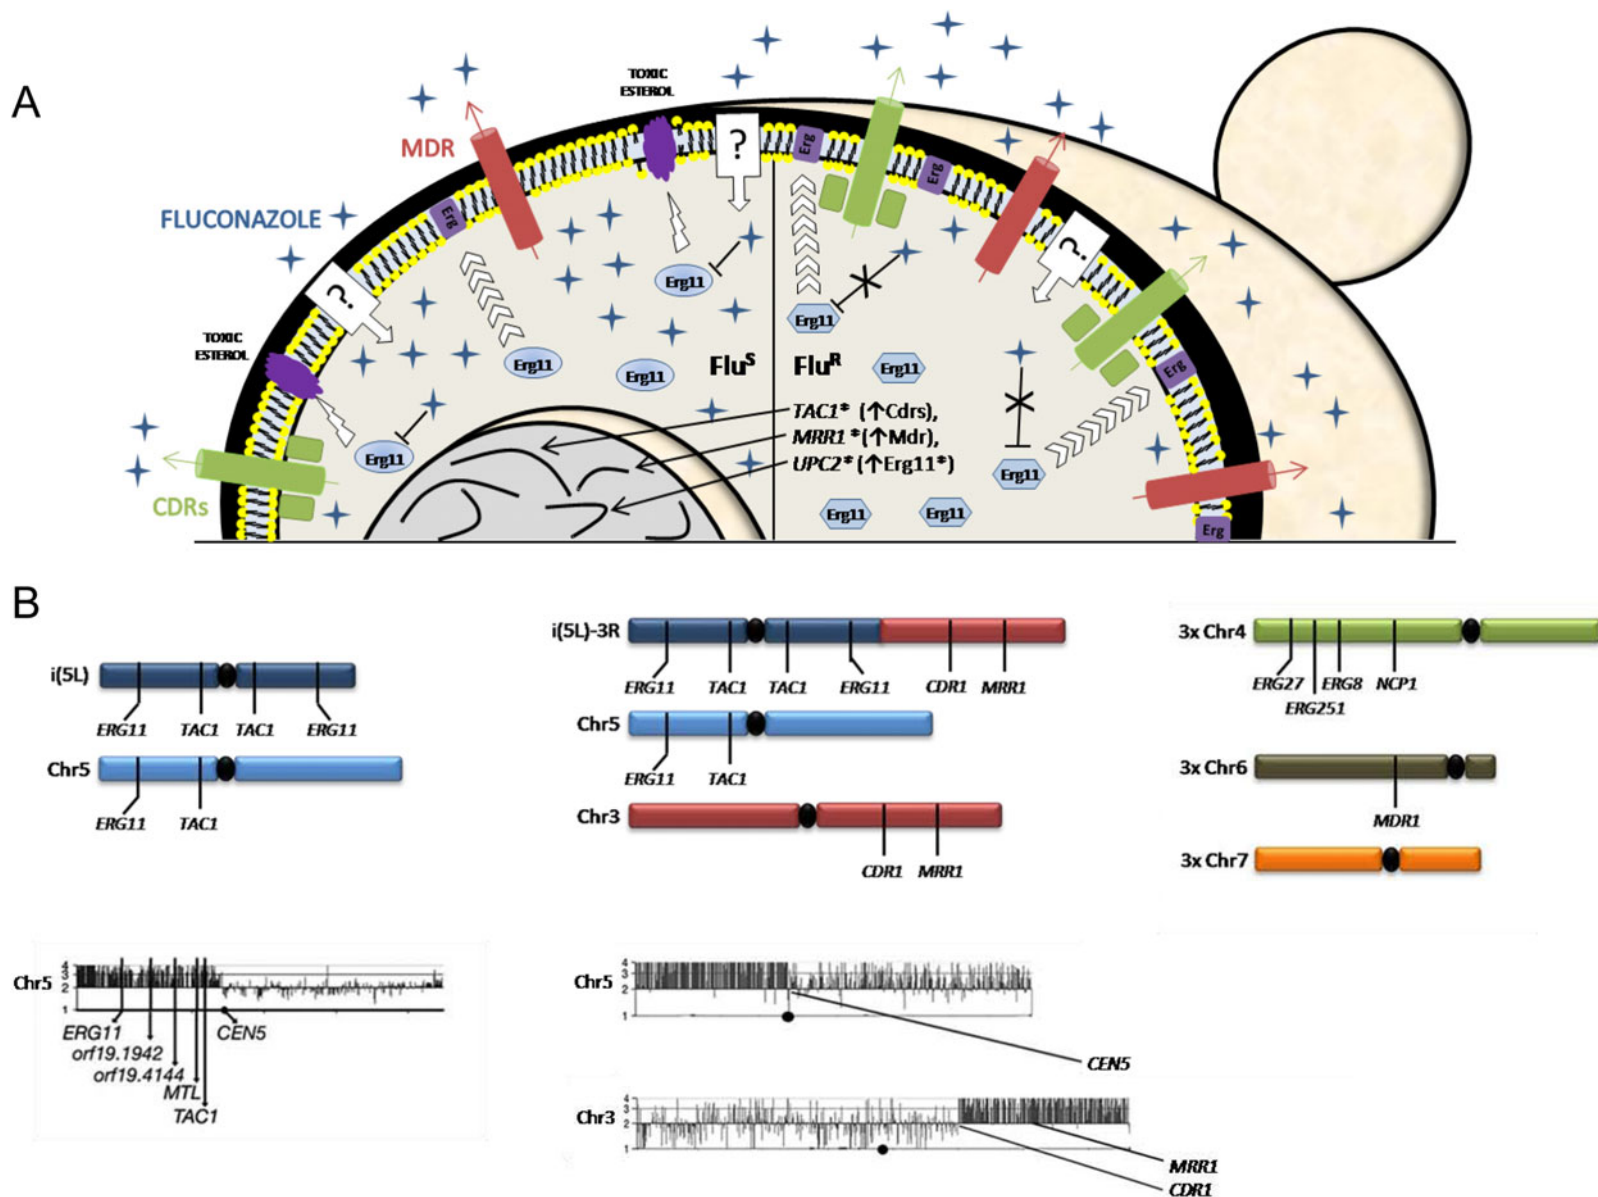 A
TOXIC
ESTEROL
MDR
?
Erg
Erg
FLUCONAZOLE
Erg
?
Erg11
?
Erg11
TOXIC
ESTEROL
Erg11
Erg11
Flu^S
Flu^R
Erg11
Erg
TAC1* (↑Cdrs),
MRR1 *(↑Mdr),
UPC2* (↑Erg11*)
Erg11
Erg11
CDRs
Erg11
Erg11
Erg
B
i(5L)
ERG11 TAC1 TAC1 ERG11
Chr5
ERG11 TAC1
i(5L)-3R
ERG11 TAC1 TAC1 ERG11 CDR1 MRR1
Chr5
ERG11 TAC1
Chr3
CDR1 MRR1
3x Chr4
ERG27 ERG8 NCP1
ERG251
3x Chr6
MDR1
3x Chr7
Chr5
4
3
2
1
ERG11 CEN5
orf19.1942
orf19.4144
MTL
TAC1
Chr5
4
3
2
1
CEN5
Chr3
4
3
2
1
MRR1
CDR1